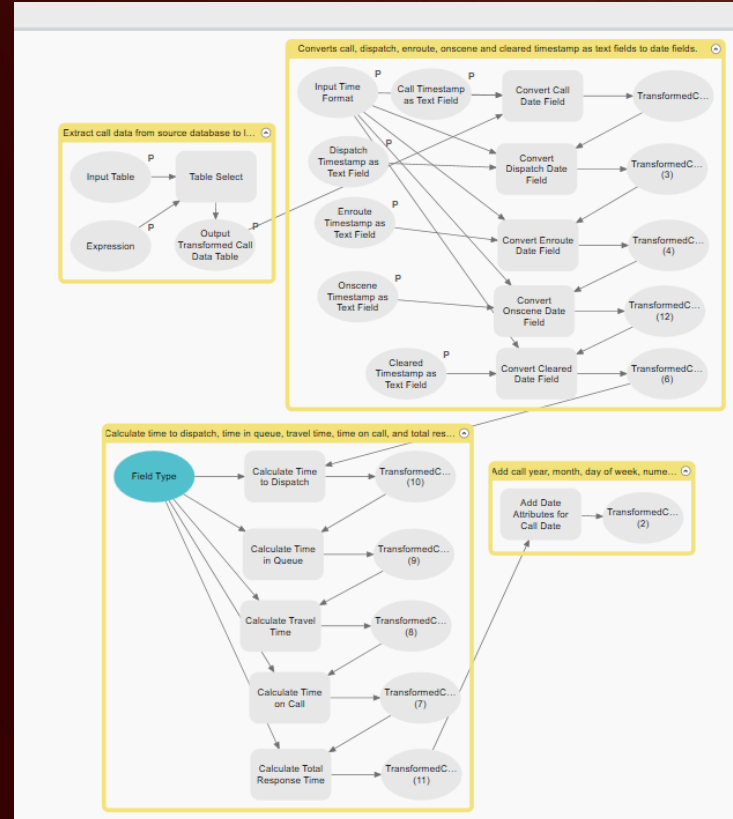 Converts call, dispatch, enroute, onscene and cleared timestamp as text fields to date fields.
Input Time
Format
P
Call Timestamp
as Text Field
P
Convert Call
Date Field
TransformedC...
Dispatch
Timestamp as
Text Field
P
Convert
Dispatch Date
Field
TransformedC...
(3)
Enroute
Timestamp as
Text Field
P
Convert Enroute
Date Field
TransformedC...
(4)
Onscene
Timestamp as
Text Field
P
Convert
Onscene Date
Field
TransformedC...
(12)
Cleared
Timestamp as
Text Field
P
Convert Cleared
Date Field
TransformedC...
(6)
Extract call data from source database to l...
Input Table
P
Table Select
Expression
P
Output
Transformed Call
Data Table
P
Calculate time to dispatch, time in queue, travel time, time on call, and total res...
Field Type
Calculate Time
to Dispatch
TransformedC...
(10)
Calculate Time
in Queue
TransformedC...
(9)
Calculate Travel
Time
TransformedC...
(8)
Calculate Time
on Call
TransformedC...
(7)
Calculate Total
Response Time
TransformedC...
(11)
Add call year, month, day of week, nume...
Add Date
Attributes for
Call Date
TransformedC...
(2)